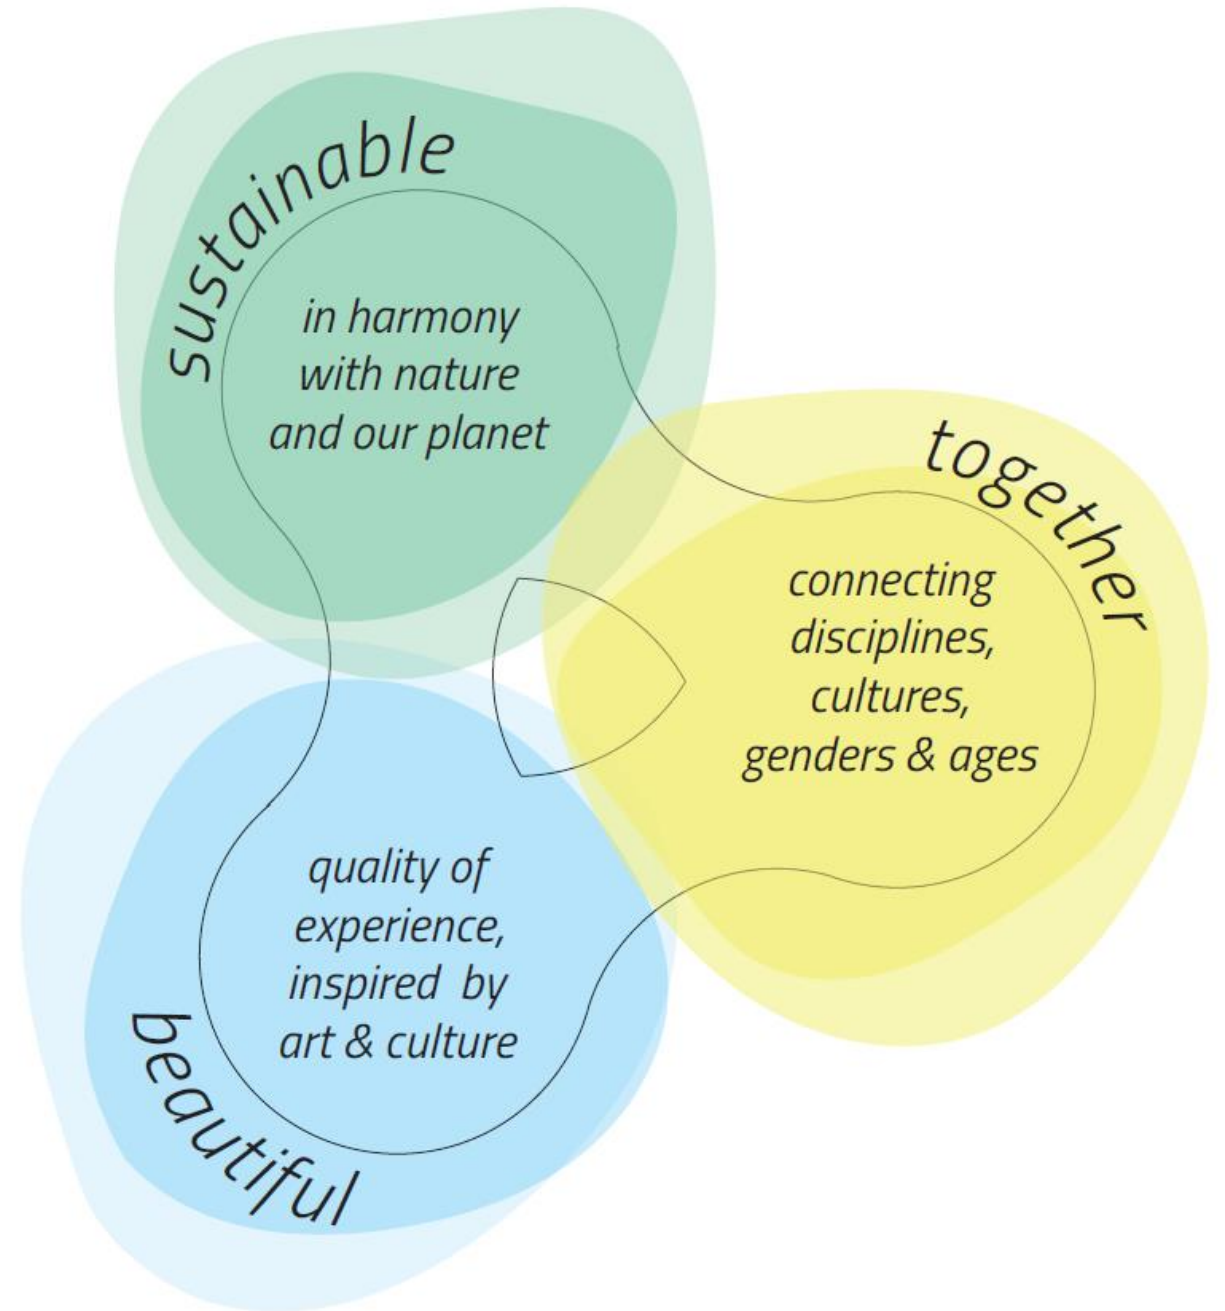 sustainable
in harmony
with nature
and our planet
together
connecting
disciplines,
cultures,
genders & ages
quality of
experience,
inspired by
art & culture
beautiful